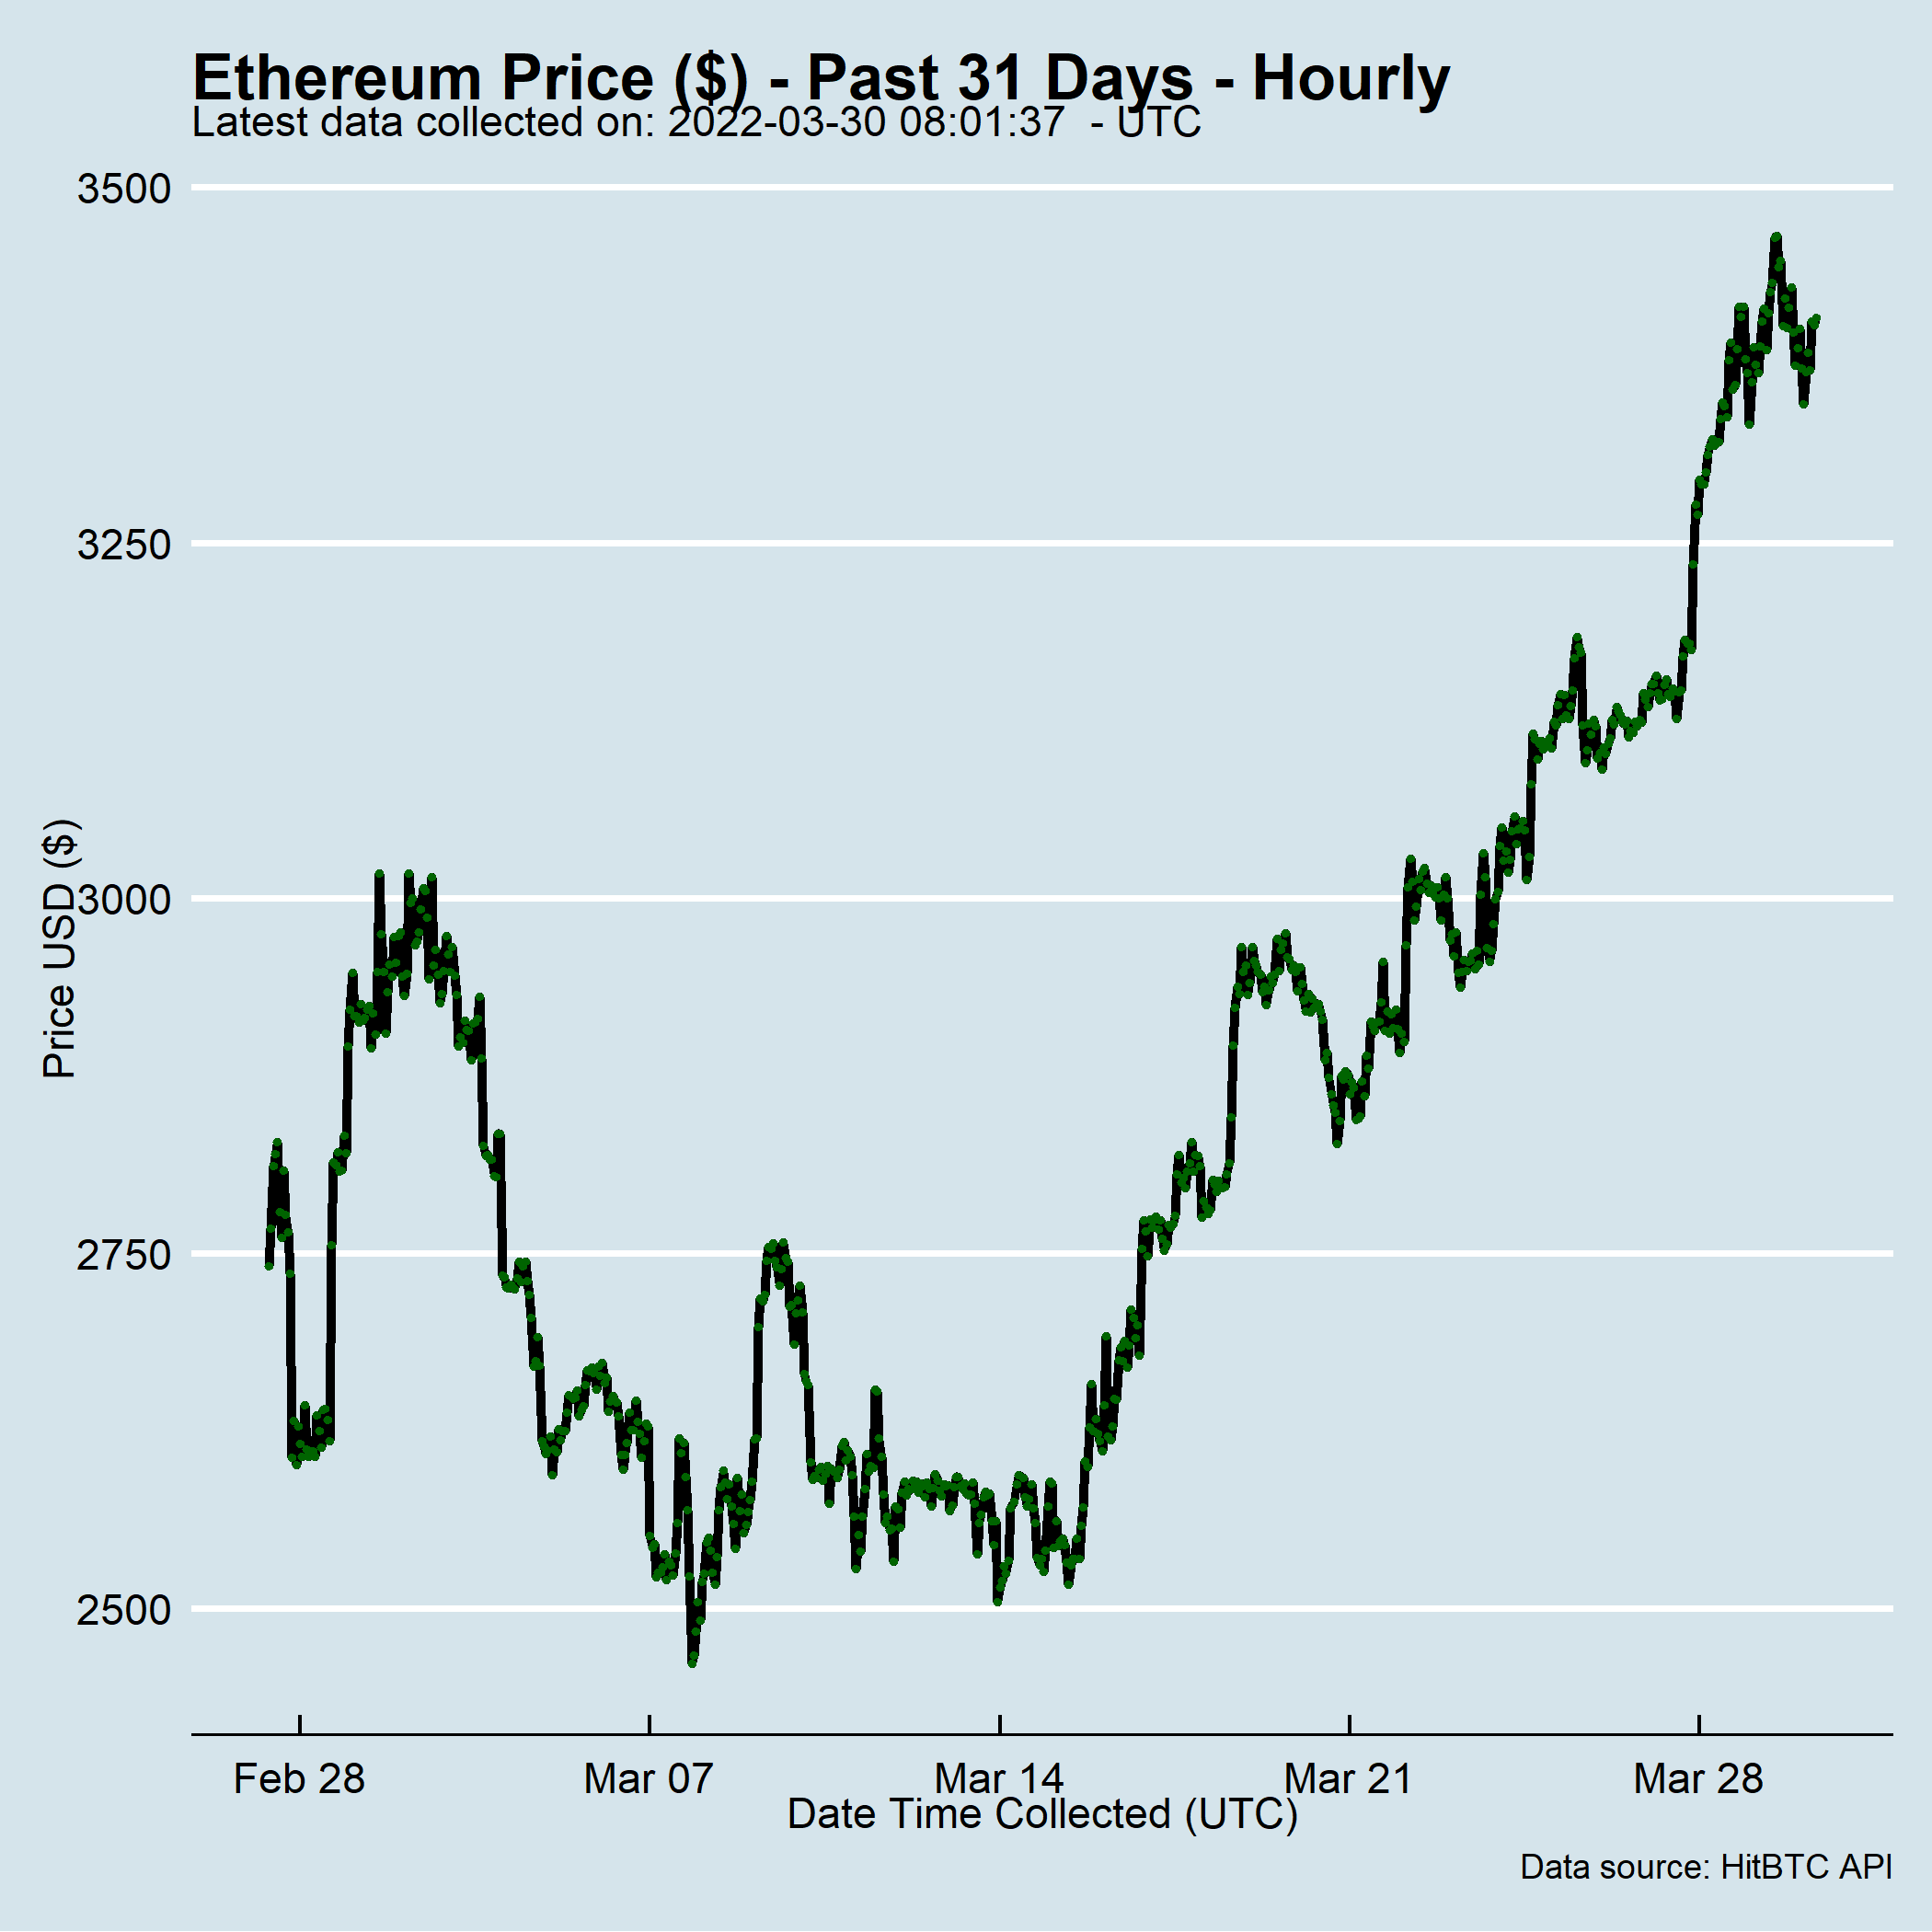 Ethereum Price ($) - Past 31 Days - Hourly
Latest data collected on: 2022-03-30 08:01:37  - UTC
3500
3250
3000
2750
2500
Price USD ($)
Feb 28
Mar 07
Mar 14
Mar 21
Mar 28
Date Time Collected (UTC)
Data source: HitBTC API